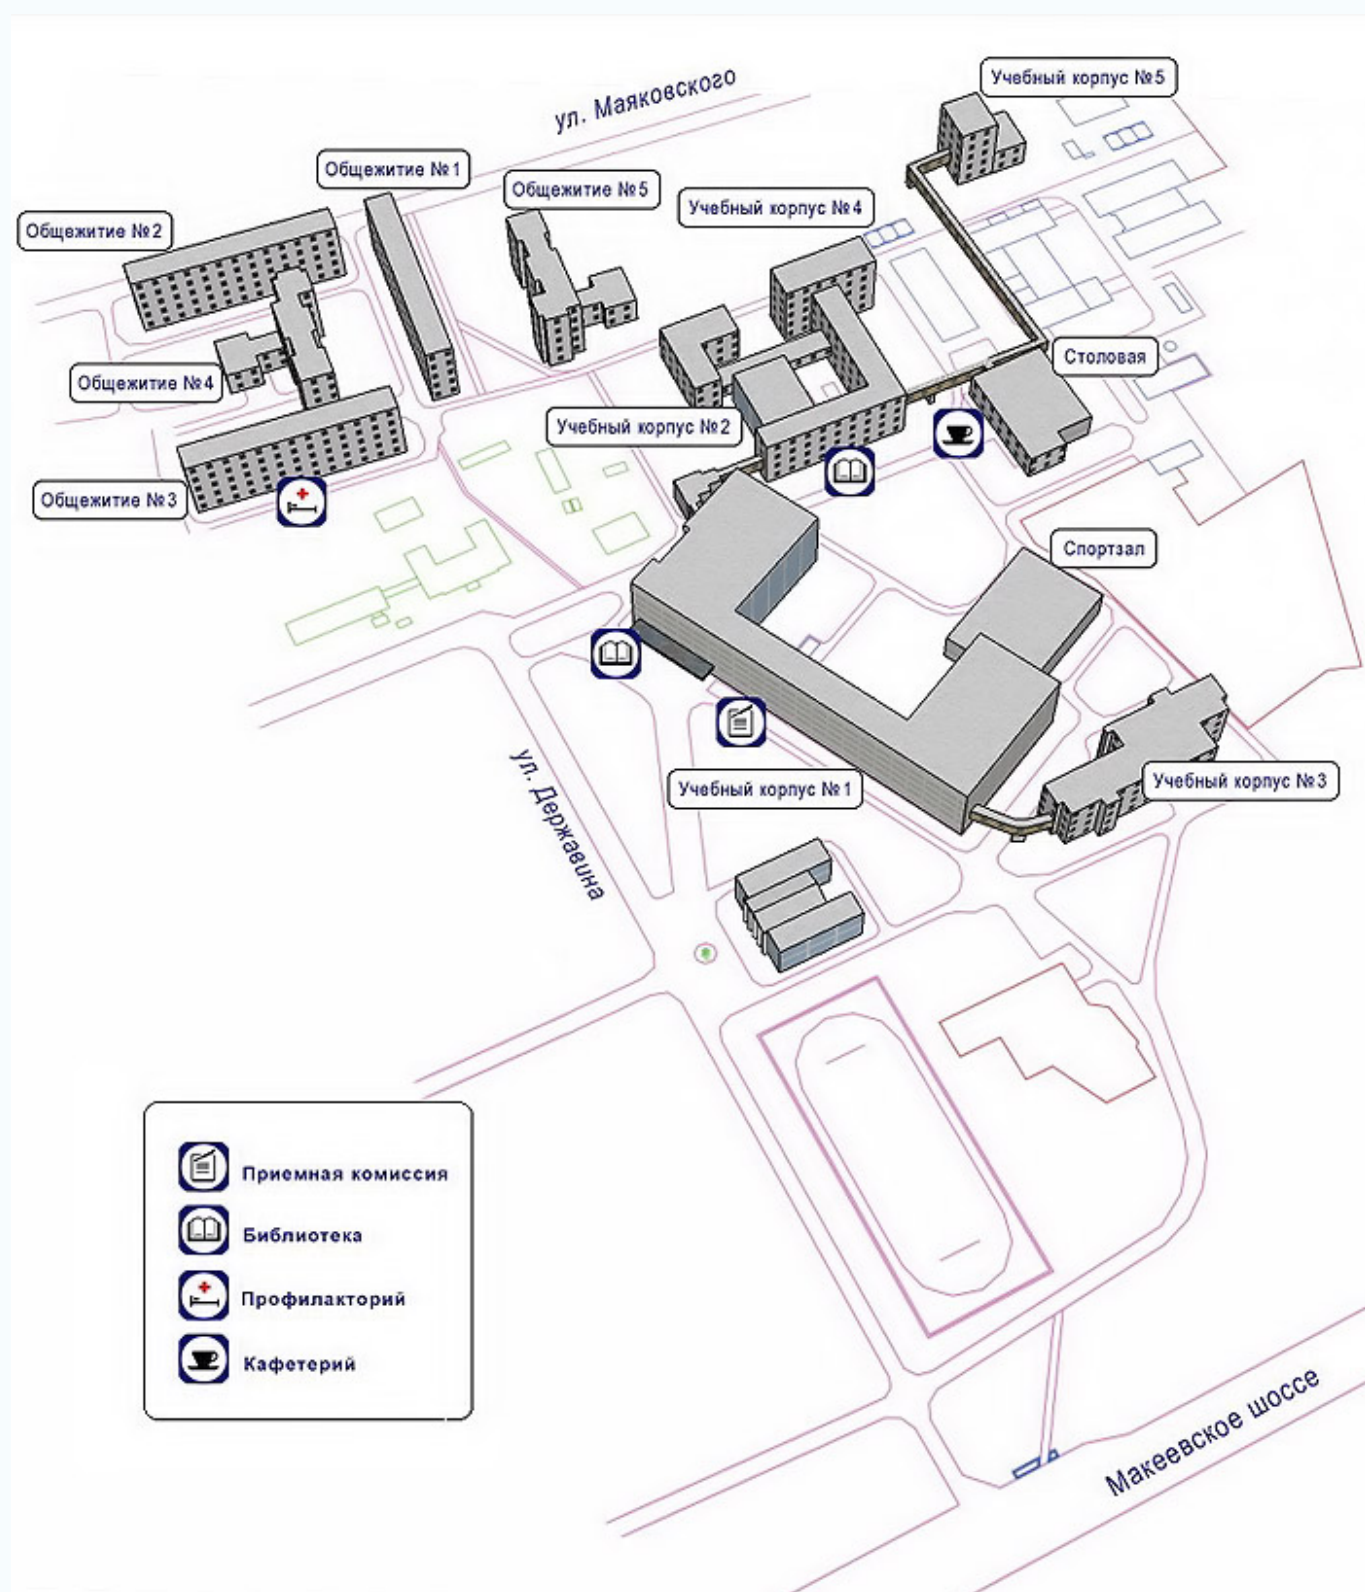 ул. Маяковского
Учебный корпус №5
Общежитие №1
Общежитие №5
Учебный корпус №4
Общежитие №2
Столовая
Общежитие №4
Учебный корпус №2
Общежитие №3
Спортзал
ул. Державина
Учебный корпус №1
Учебный корпус №3
Приемная комиссия
Библиотека
Профилакторий
Кафетерий
Макеевское шоссе